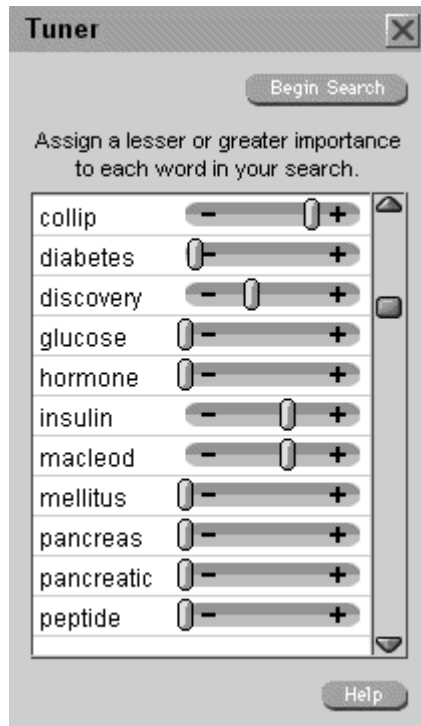 Tuner
Begin Search
Assign a lesser or greater importance
to each word in your search.
collip - +
diabetes - +
discovery - +
glucose - +
hormone - +
insulin - +
macleod - +
mellitus - +
pancreas - +
pancreatic - +
peptide - +
Help